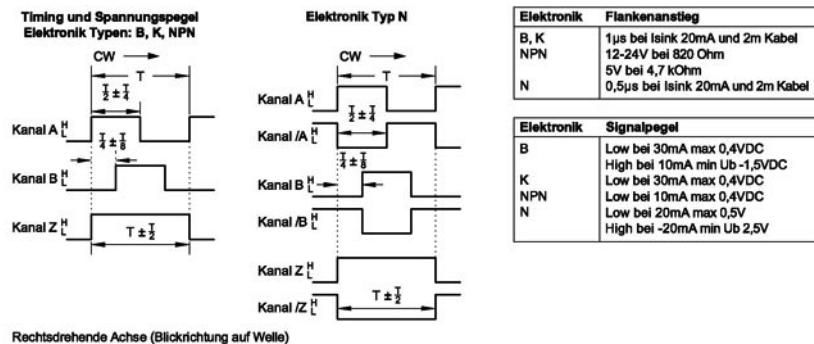 Timing und Spannungspegel
Elektronik Typen: B, K, NPN
CW
T
T/2 ± T/4
Kanal A H L
T/4 ± T/8
Kanal B H L
Kanal Z H L
T ± T/2
Elektronik Typ N
CW
T
Kanal A H L
T/2 ± T/4
Kanal /A H L
T/4 ± T/8
Kanal B H L
Kanal /B H L
Kanal Z H L
T ± T/2
Kanal /Z H L
Rechtsdrehende Achse (Blickrichtung auf Welle)
Elektronik Flankenanstieg
B, K 1µs bei Isink 20mA und 2m Kabel
NPN 12-24V bei 820 Ohm
5V bei 4,7 kOhm
N 0,5µs bei Isink 20mA und 2m Kabel
Elektronik Signalpegel
B Low bei 30mA max 0,4VDC
High bei 10mA min Ub -1,5VDC
K Low bei 30mA max 0,4VDC
NPN Low bei 10mA max 0,4VDC
N Low bei 20mA max 0,5V
High bei -20mA min Ub 2,5V